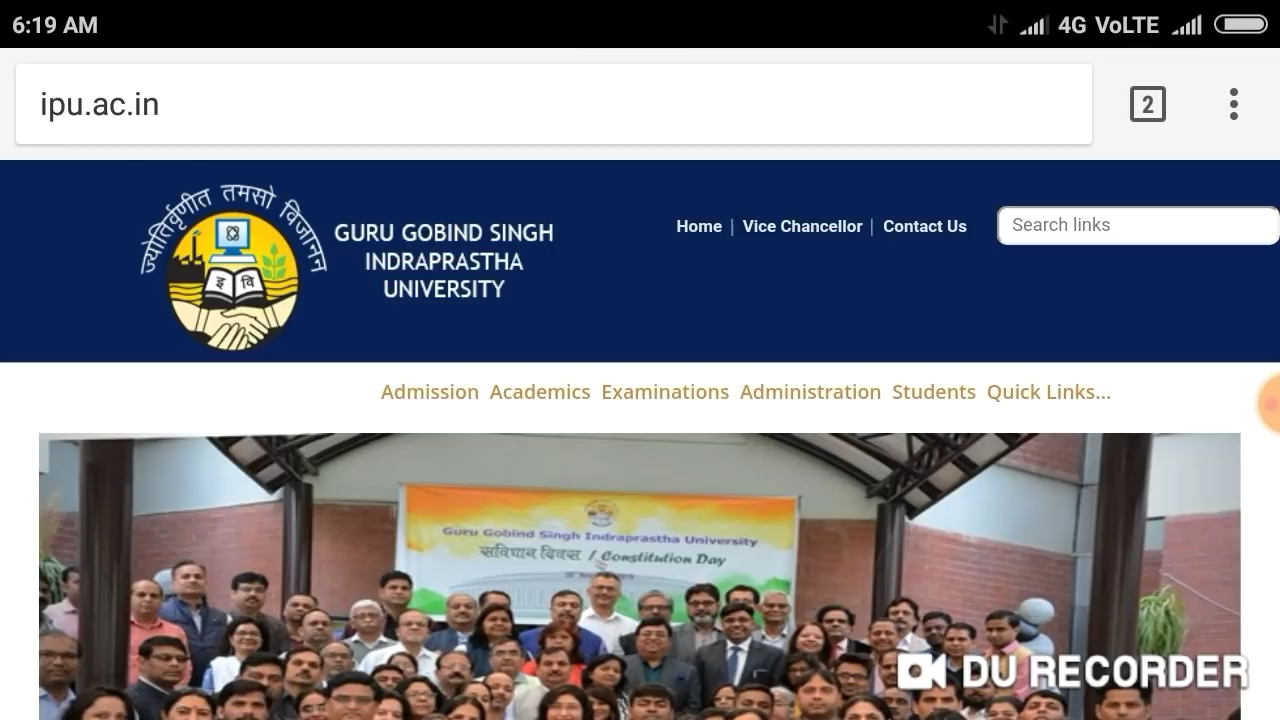 6:19 AM
4G VoLTE
ipu.ac.in
2
ज्योतिर्वृणीत तमसो विजानन
इ वि
GURU GOBIND SINGH
INDRAPRASTHA
UNIVERSITY
Home | Vice Chancellor | Contact Us
Search links
Admission Academics Examinations Administration Students Quick Links...
Guru Gobind Singh Indraprastha University
संविधान दिवस / Constitution Day
DU RECORDER